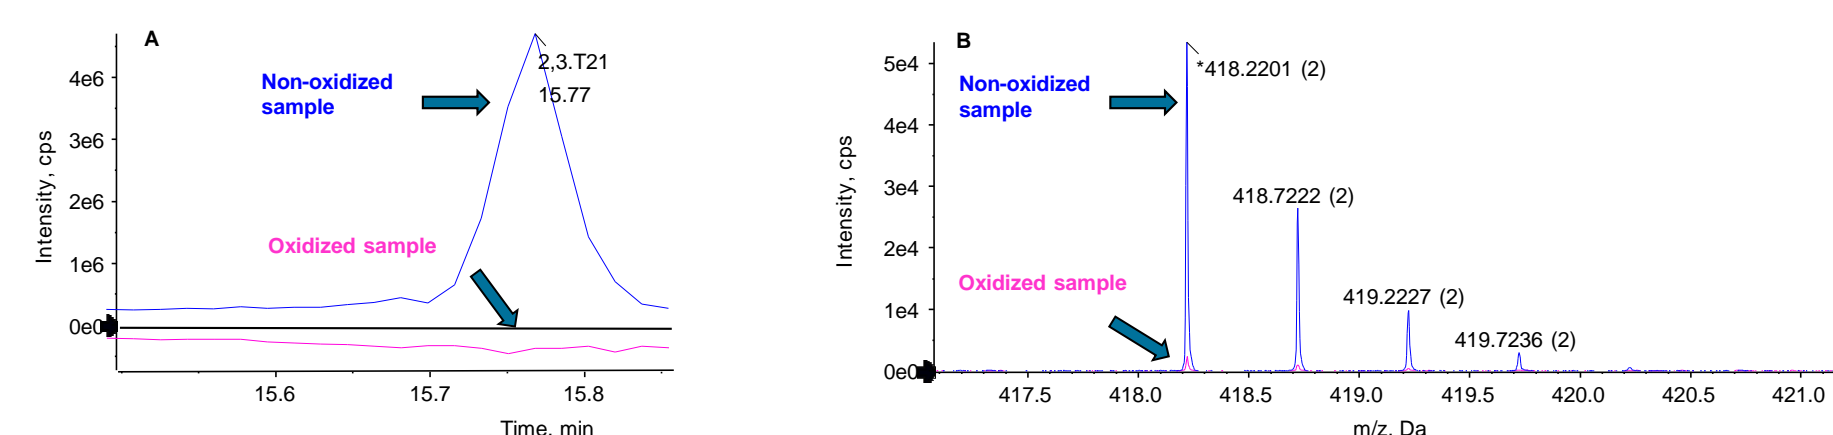 A
2,3.T21
15.77
Non-oxidized
sample
Oxidized sample
Intensity, cps
4e6
3e6
2e6
1e6
0e0
15.6
15.7
15.8
Time, min
B
*418.2201 (2)
Non-oxidized
sample
418.7222 (2)
Oxidized sample
419.2227 (2)
419.7236 (2)
Intensity, cps
5e4
4e4
3e4
2e4
1e4
0e0
417.5
418.0
418.5
419.0
419.5
420.0
420.5
421.0
m/z, Da